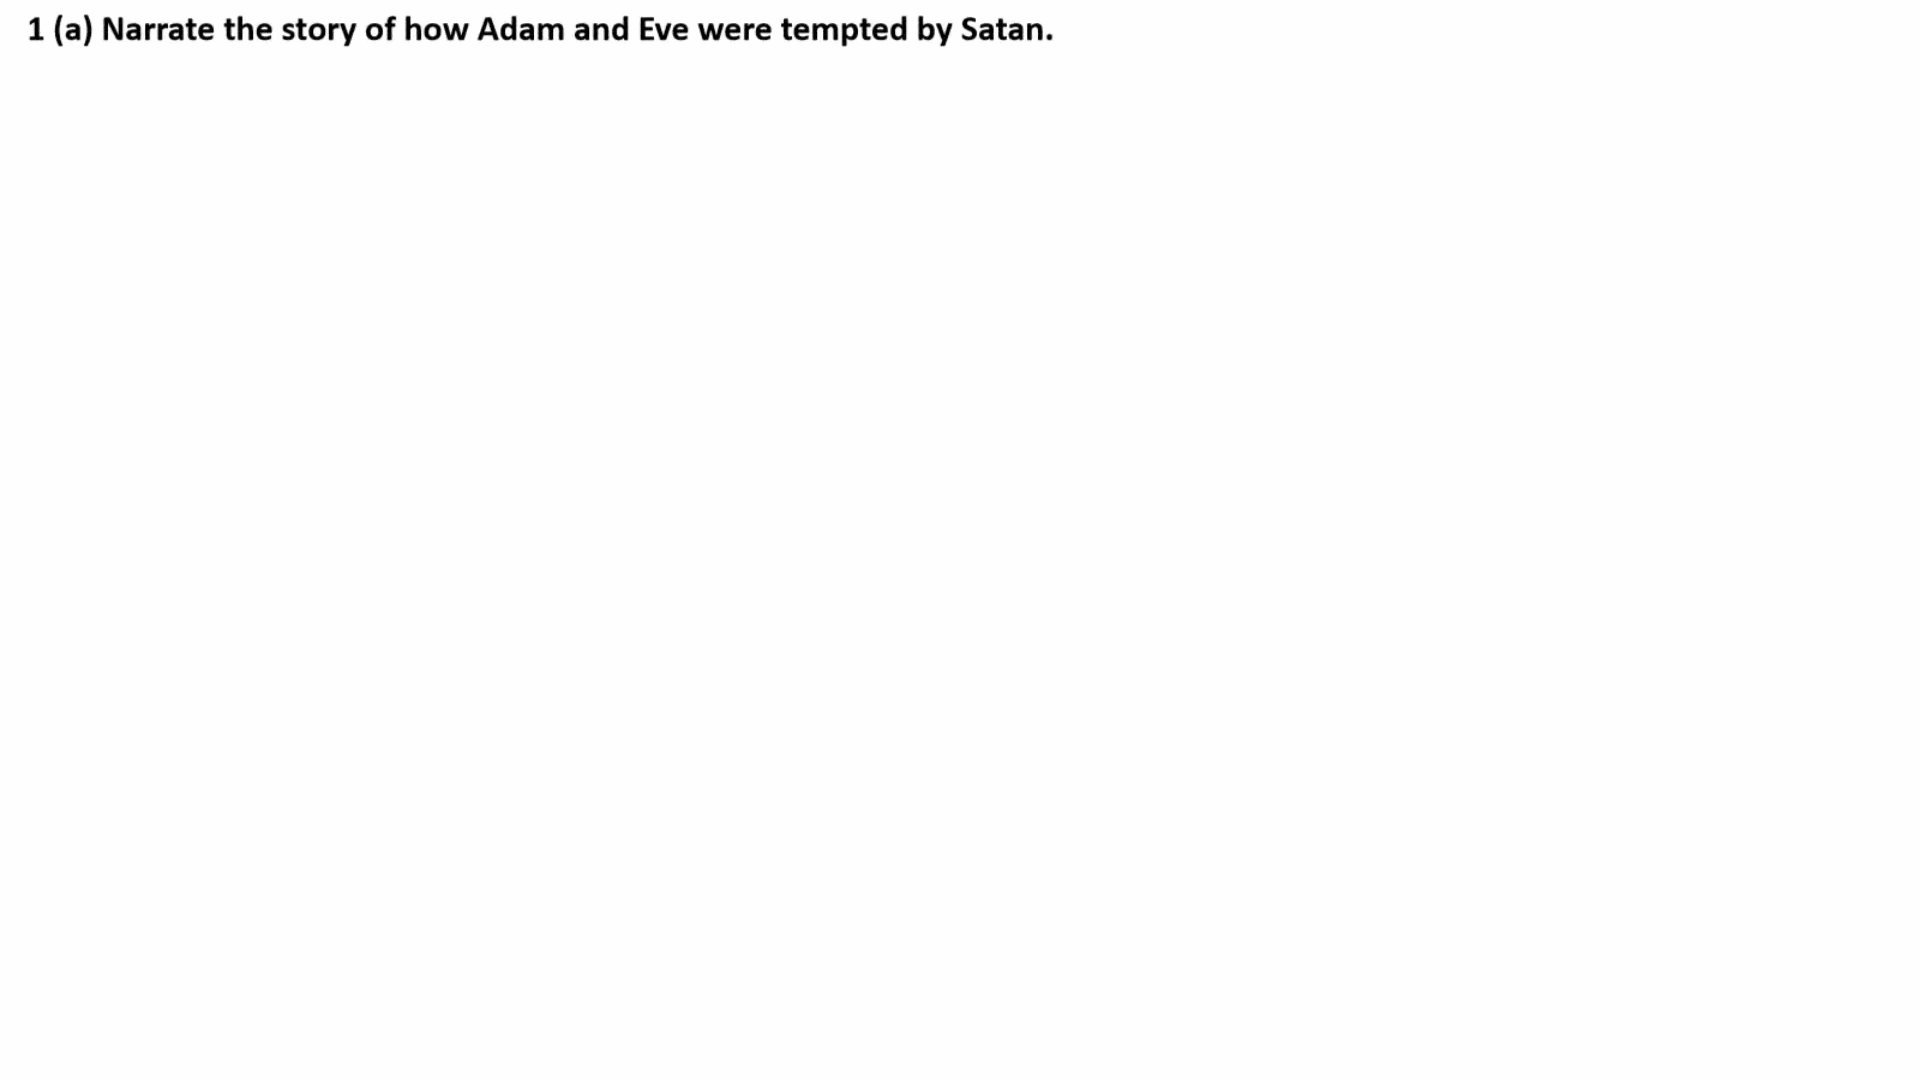 1 (a) Narrate the story of how Adam and Eve were tempted by Satan.